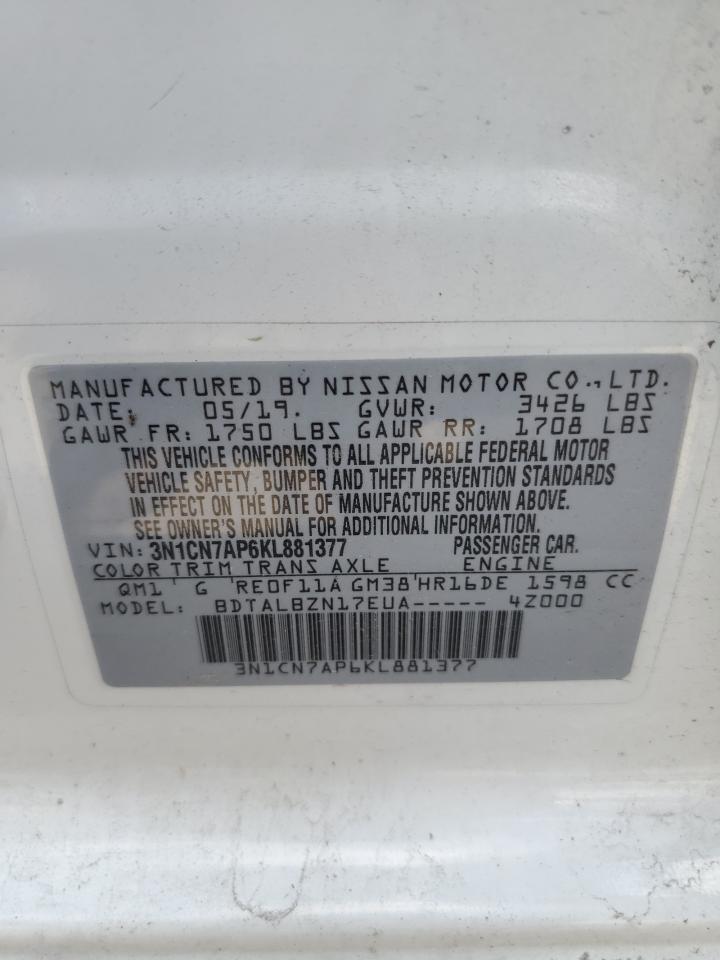 MANUFACTURED BY NISSAN MOTOR CO., LTD.
DATE: 05/19. GVWR: 3426 LBS
GAWR FR: 1750 LBS GAWR RR: 1708 LBS
THIS VEHICLE CONFORMS TO ALL APPLICABLE FEDERAL MOTOR
VEHICLE SAFETY, BUMPER AND THEFT PREVENTION STANDARDS
IN EFFECT ON THE DATE OF MANUFACTURE SHOWN ABOVE.
SEE OWNER'S MANUAL FOR ADDITIONAL INFORMATION.
VIN: 3N1CN7AP6KL881377 PASSENGER CAR.
COLOR TRIM TRANS AXLE ENGINE
QM1 G RE0F11A GM38 HR16DE 1598 CC
MODEL: BDTALBZN17EUA----- 4Z000
3N1CN7AP6KL881377